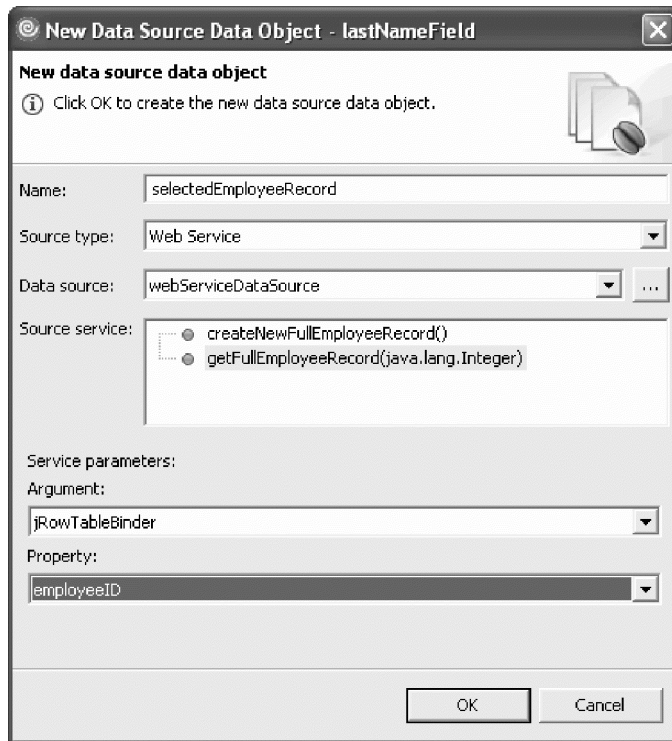 New Data Source Data Object - lastNameField
New data source data object
Click OK to create the new data source data object.
Name: selectedEmployeeRecord
Source type: Web Service
Data source: webServiceDataSource ...
Source service: createNewFullEmployeeRecord()
getFullEmployeeRecord(java.lang.Integer)
Service parameters:
Argument:
jRowTableBinder
Property:
employeeID
OK Cancel